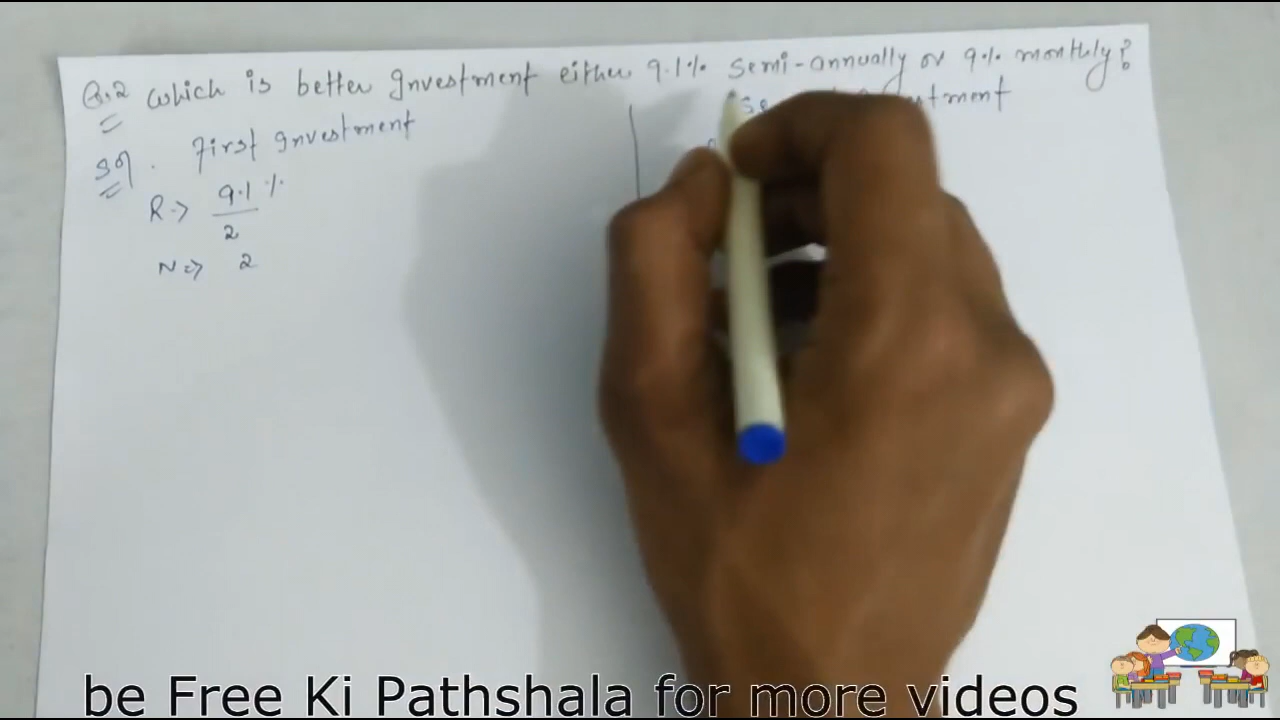 Q.2 which is better Investment either 9.1% semi-annually or 9% monthly?
Sol. First Investment
R => 9.1%
2
N => 2
be Free Ki Pathshala for more videos